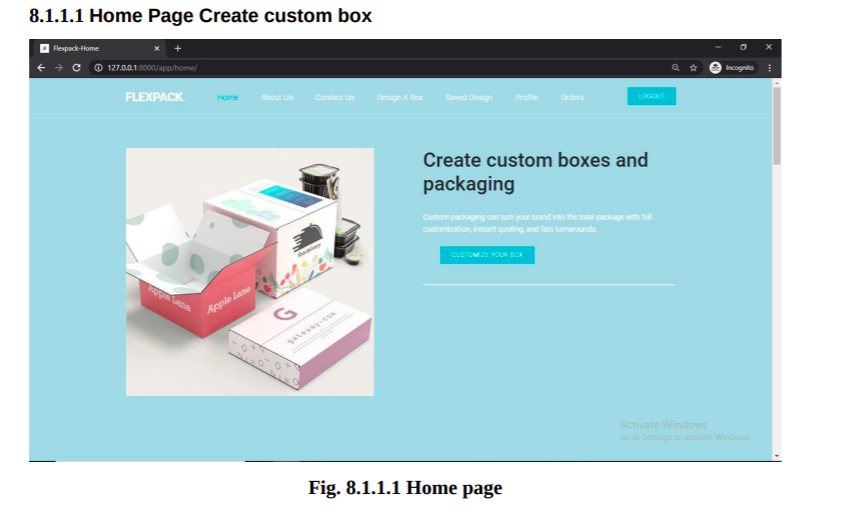 8.1.1.1 Home Page Create custom box
Flexpack-Home
127.0.0.1:8000/app/home/
Incognito
FLEXPACK Home About Us Contact Us Design A Box Saved Design Profile Orders LOGOUT
Create custom boxes and
packaging
Custom packaging can turn your brand into the total package with full
customization, instant quoting, and fats turnarounds.
CUSTOMIZE YOUR BOX
Apple Lane
Apple Lane
G
Activate Windows
Go to Settings to activate Windows.
Fig. 8.1.1.1 Home page